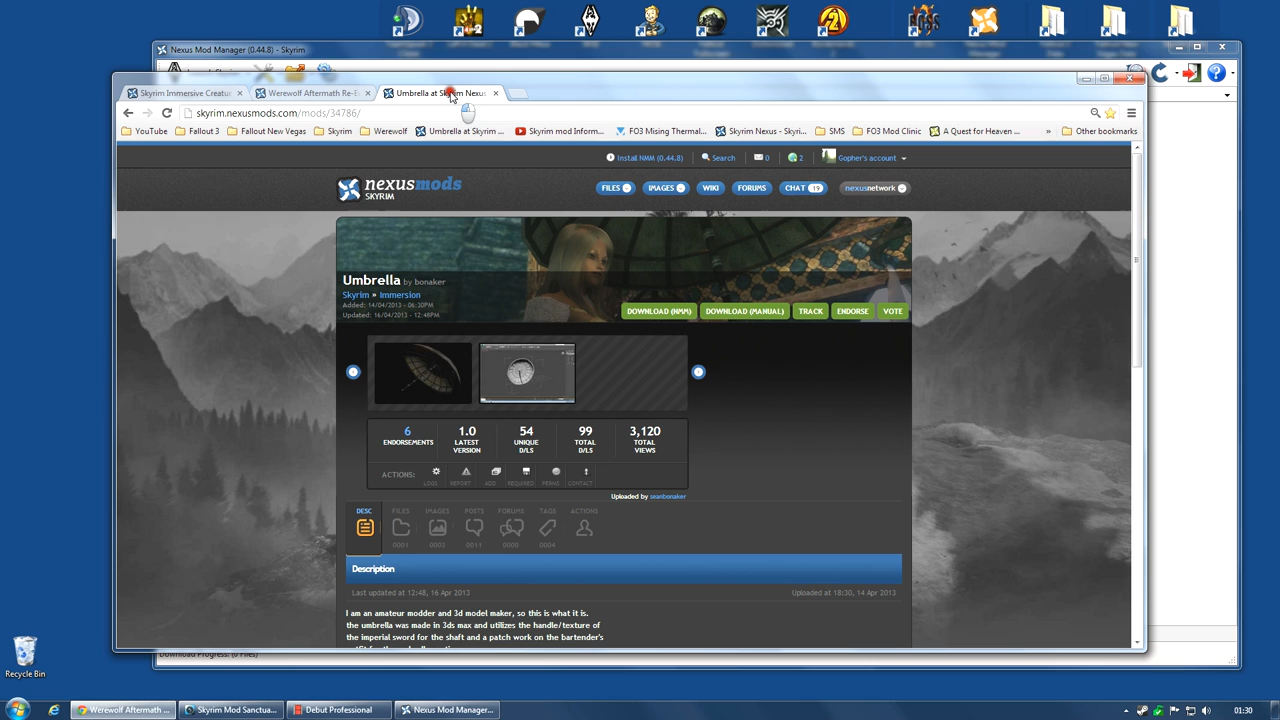 Nexus Mod Manager (0.44.8) - Skyrim
Skyrim Immersive Creatu
Werewolf Aftermath Re-E
Umbrella at Skyrim Nexus
skyrim.nexusmods.com/mods/34786/
YouTube
Fallout 3
Fallout New Vegas
Skyrim
Werewolf
Umbrella at Skyrim ...
Skyrim mod Inform...
FO3 Mising Thermal...
Skyrim Nexus - Skyri...
SMS
FO3 Mod Clinic
A Quest for Heaven ...
»
Other bookmarks
Install NMM (0.44.8)
Search
0
2
Gopher's account
nexusmods
SKYRIM
FILES
IMAGES
WIKI
FORUMS
CHAT 19
nexusnetwork
Umbrella by bonaker
Skyrim » Immersion
Added: 14/04/2013 - 06:30PM
Updated: 16/04/2013 - 12:48PM
DOWNLOAD (NMM)
DOWNLOAD (MANUAL)
TRACK
ENDORSE
VOTE
6 1.0 54 99 3,120
ENDORSEMENTS LATEST UNIQUE TOTAL TOTAL
VERSION D/LS D/LS VIEWS
ACTIONS:
LOGS REPORT ADD REQUIRED PERMS CONTACT
Uploaded by seanbonaker
DESC FILES IMAGES POSTS FORUMS TAGS ACTIONS
0001 0003 0011 0000 0004
Description
Last updated at 12:48, 16 Apr 2013
Uploaded at 18:30, 14 Apr 2013
I am an amateur modder and 3d model maker, so this is what it is.
the umbrella was made in 3ds max and utilizes the handle/texture of
the imperial sword for the shaft and a patch work on the bartender's
Download Progress: (0 Files)
Recycle Bin
Werewolf Aftermath ...
Skyrim Mod Sanctua...
Debut Professional
Nexus Mod Manager...
01:30